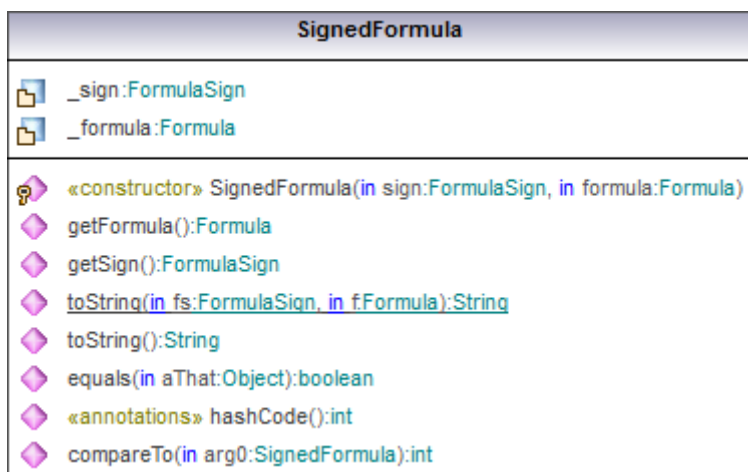 SignedFormula
_sign:FormulaSign
_formula:Formula
«constructor» SignedFormula(in sign:FormulaSign, in formula:Formula)
getFormula():Formula
getSign():FormulaSign
toString(in fs:FormulaSign, in f:Formula):String
toString():String
equals(in aThat:Object):boolean
«annotations» hashCode():int
compareTo(in arg0:SignedFormula):int